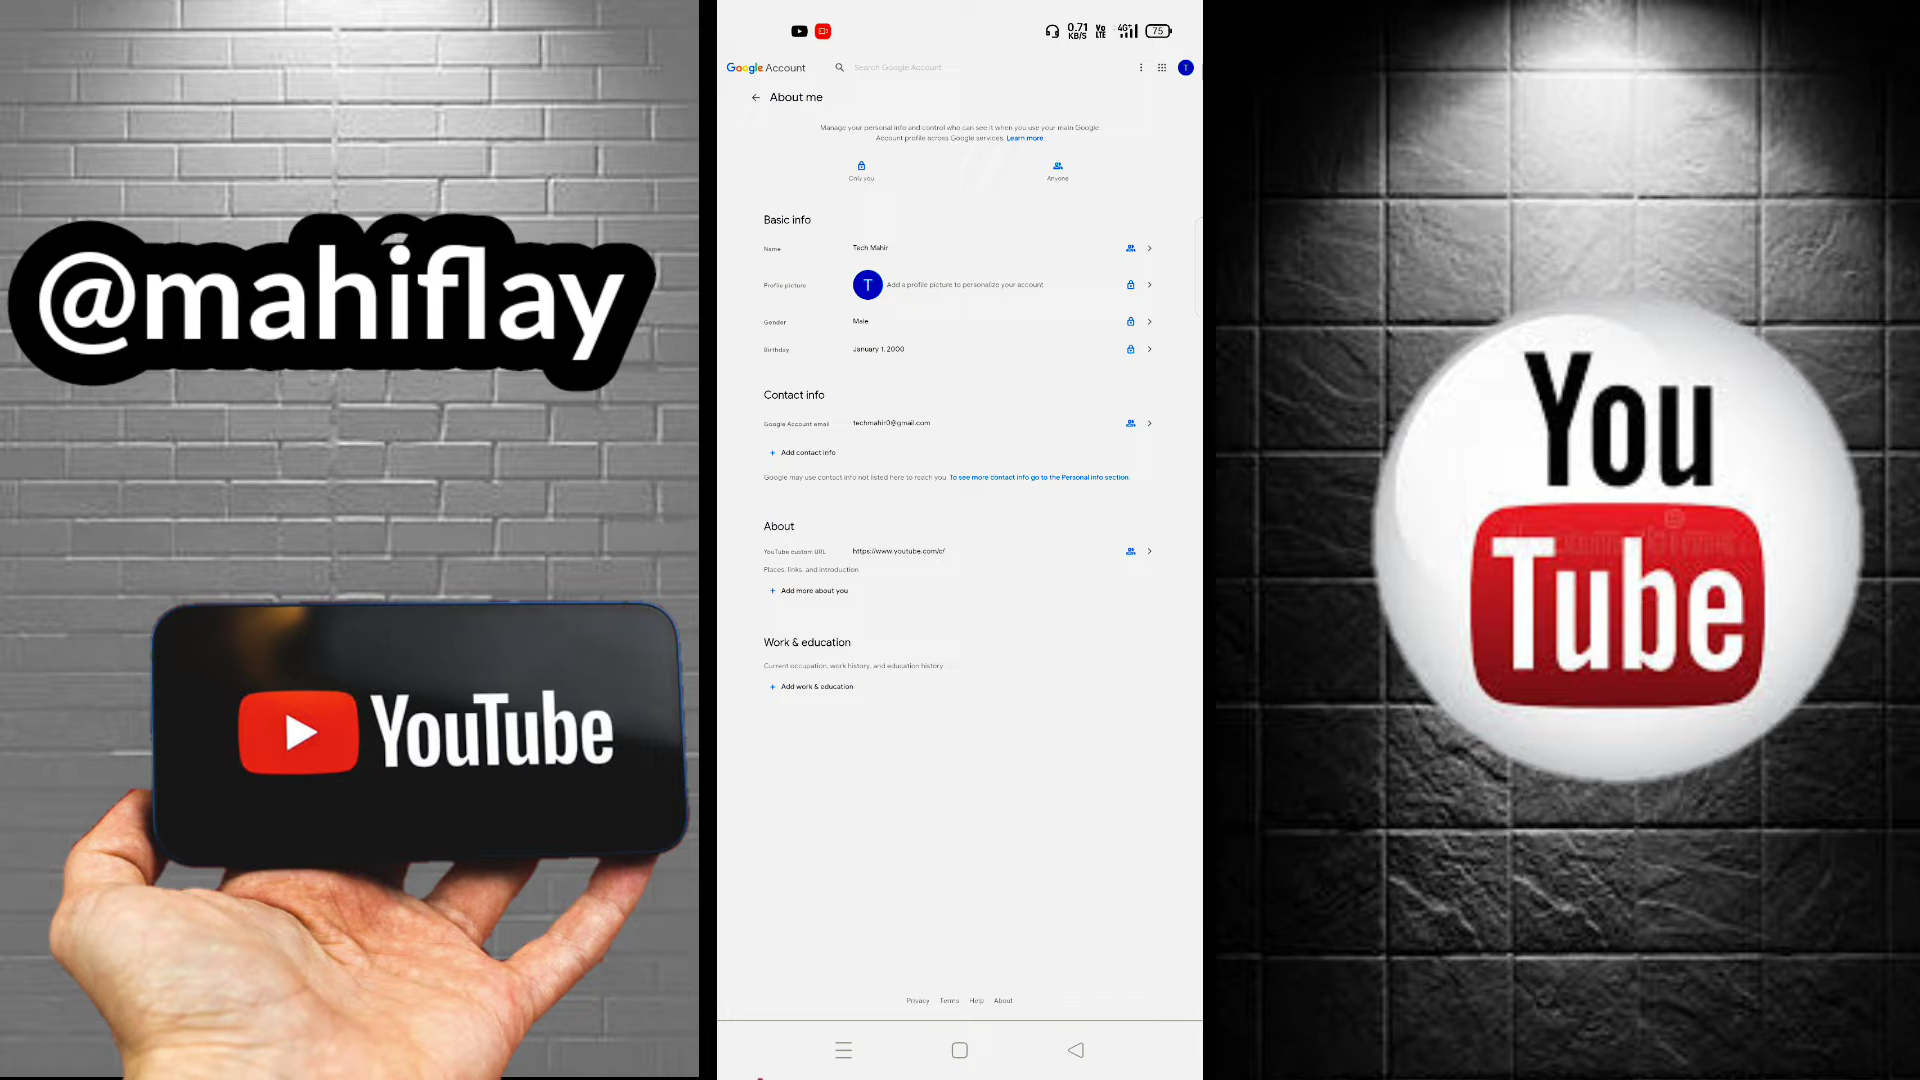 @mahiflay
YouTube
0.71
KB/S
Vo
LTE
4G+
75
Google Account
Search Google Account
T
About me
Manage your personal info and control who can see it when you use your main Google
Account profile across Google services. Learn more
Only you
Anyone
Basic info
Name
Tech Mahir
Profile picture
T
Add a profile picture to personalize your account
Gender
Male
Birthday
January 1, 2000
Contact info
Google Account email
techmahir0@gmail.com
+ Add contact info
Google may use contact info not listed here to reach you. To see more contact info go to the Personal info section.
About
YouTube custom URL
https://www.youtube.com/c/
Places, links, and introduction
+ Add more about you
Work & education
Current occupation, work history, and education history
+ Add work & education
Privacy Terms Help About
You
Tube